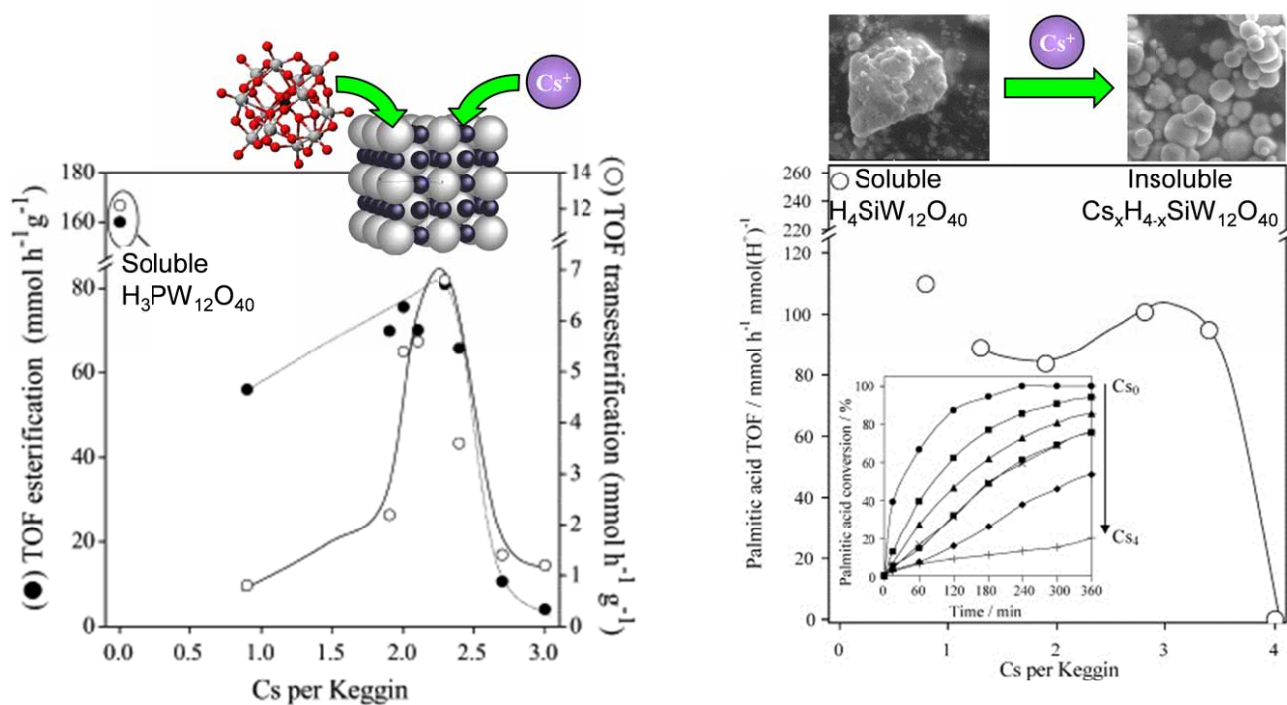 Cs⁺
180
160
80
60
40
20
0
(●) TOF esterification (mmol h⁻¹ g⁻¹)
Soluble
H₃PW₁₂O₄₀
14
12
7
6
5
4
3
2
1
0
(○) TOF transesterification (mmol h⁻¹ g⁻¹)
0.0 0.5 1.0 1.5 2.0 2.5 3.0
Cs per Keggin
Cs⁺
Soluble
H₄SiW₁₂O₄₀
Insoluble
CsₓH₄₋ₓSiW₁₂O₄₀
260
240
220
120
100
80
60
40
20
0
Palmitic acid TOF / mmol h⁻¹ mmol(H⁺)⁻¹
100
80
60
40
20
0
Palmitic acid conversion / %
Cs₀
Cs₄
0 60 120 180 240 300 360
Time / min
0 1 2 3 4
Cs per Keggin